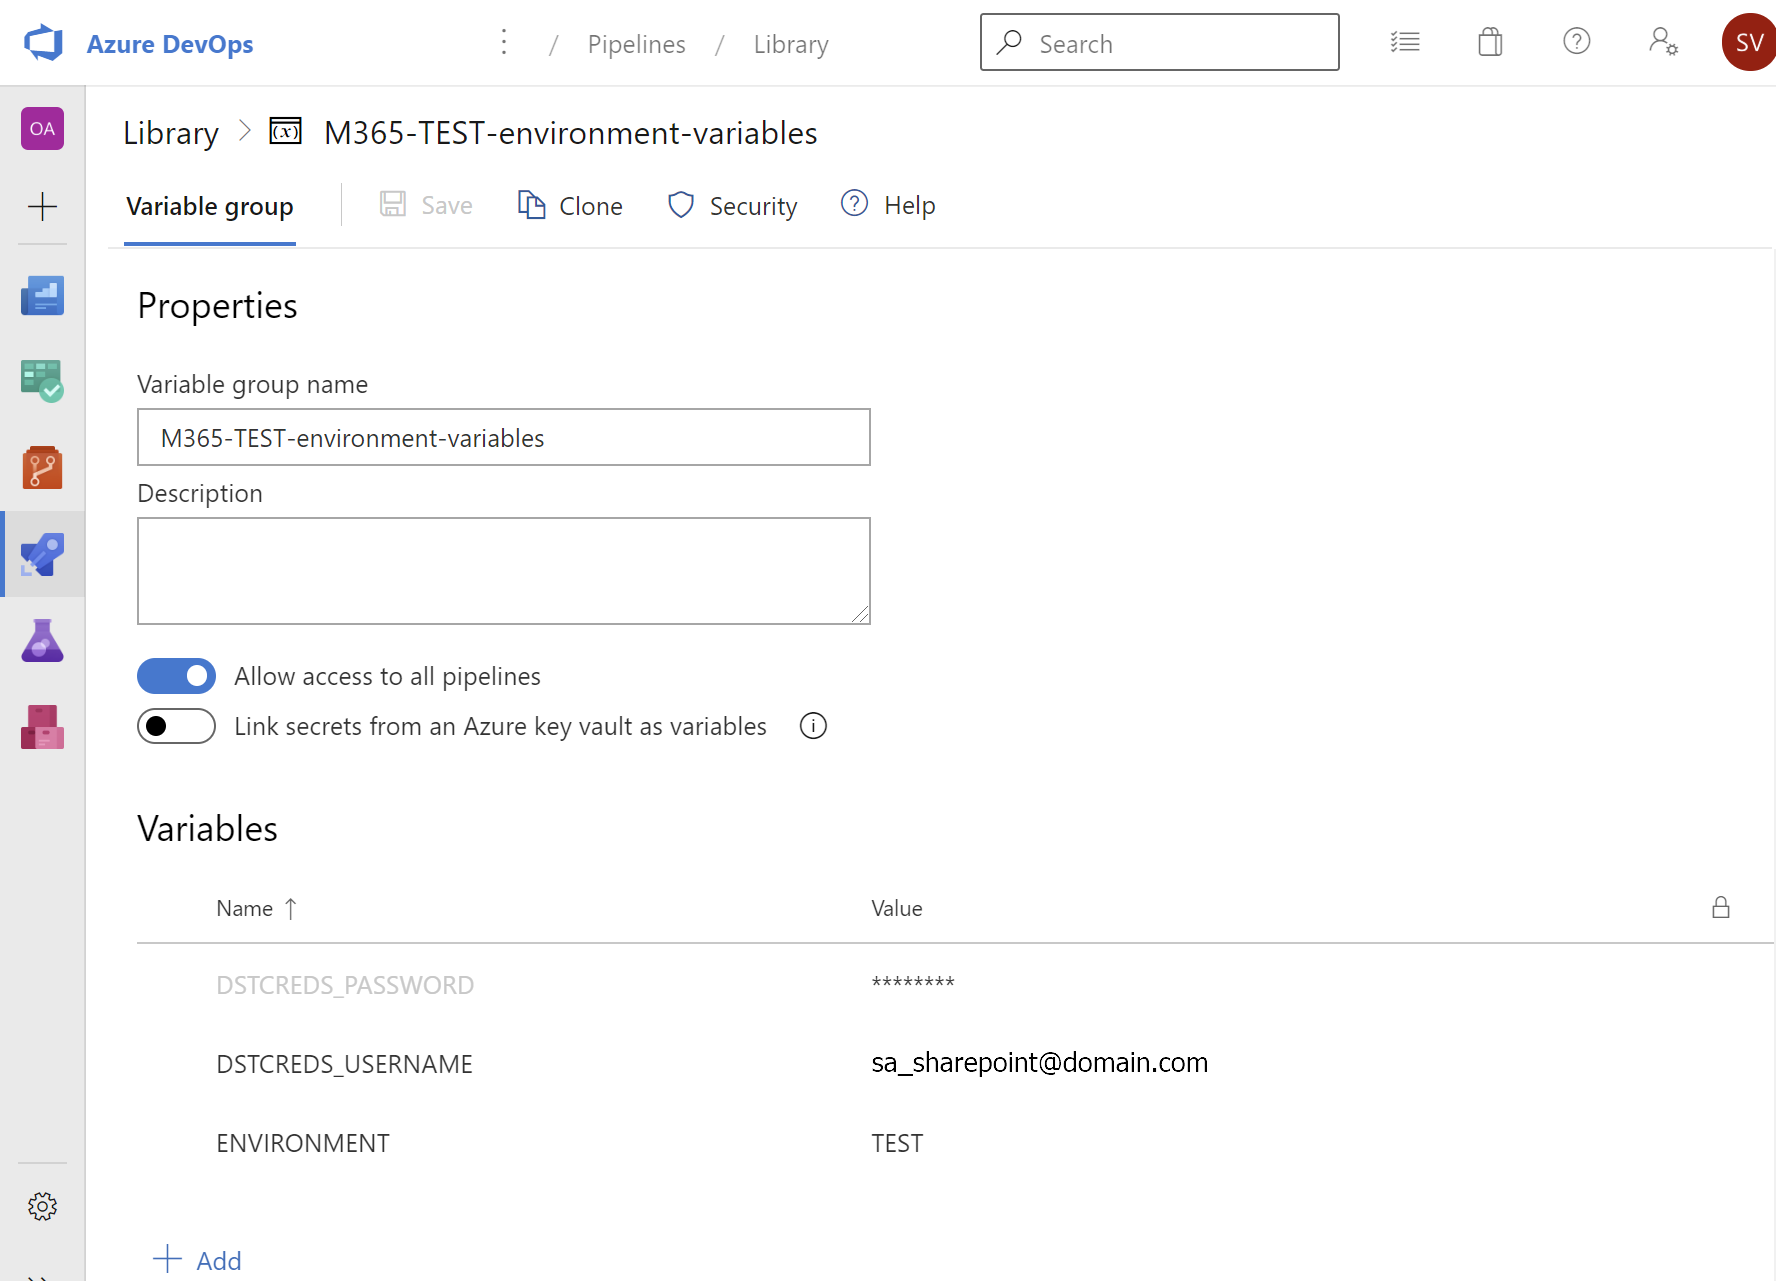 Azure DevOps / Pipelines / Library Search SV
OA
Library > (x) M365-TEST-environment-variables
Variable group Save Clone Security Help
Properties
Variable group name
M365-TEST-environment-variables
Description
Allow access to all pipelines
Link secrets from an Azure key vault as variables
Variables
Name ↑ Value
DSTCREDS_PASSWORD ********
DSTCREDS_USERNAME sa_sharepoint@domain.com
ENVIRONMENT TEST
+ Add